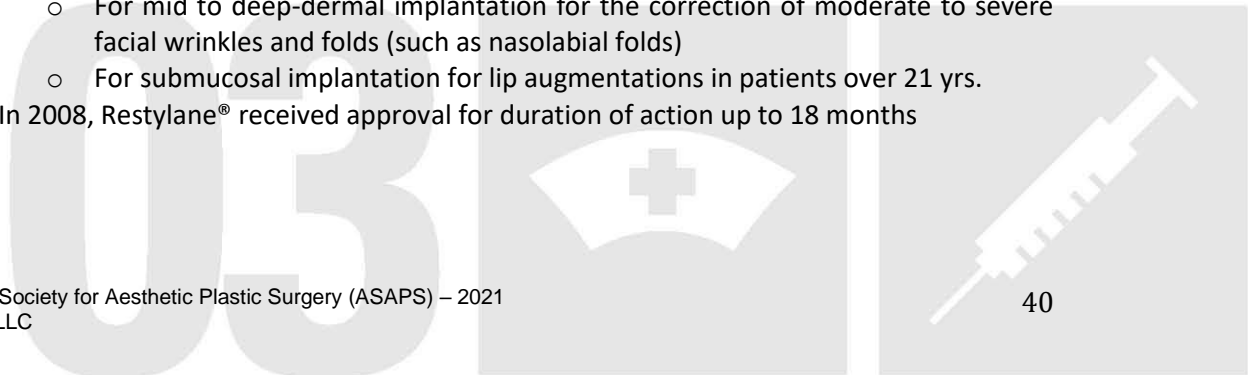 o For mid to deep-dermal implantation for the correction of moderate to severe
facial wrinkles and folds (such as nasolabial folds)
o For submucosal implantation for lip augmentations in patients over 21 yrs.
In 2008, Restylane® received approval for duration of action up to 18 months
03
Society for Aesthetic Plastic Surgery (ASAPS) – 2021
LLC
40